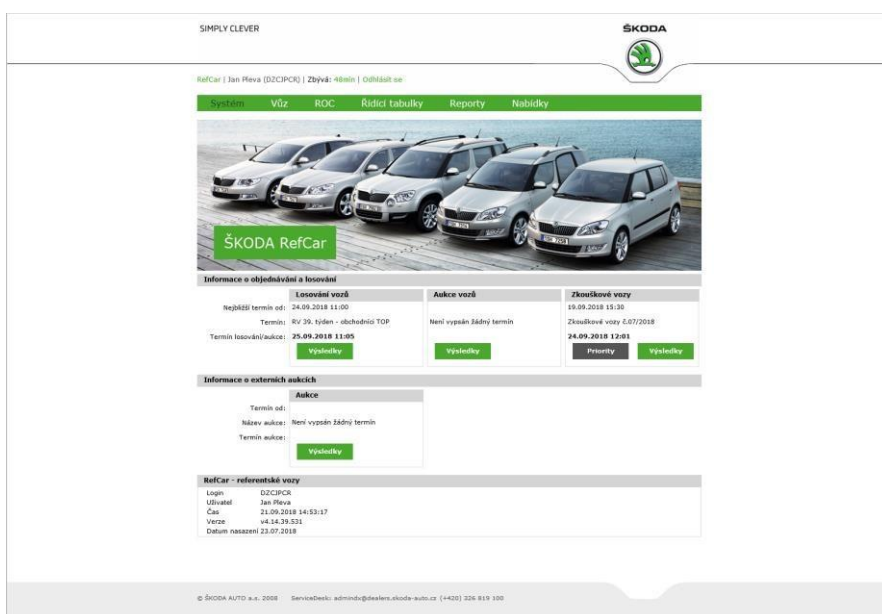 SIMPLY CLEVER
ŠKODA
RefCar | Jan Pleva (DZCJPCR) | Zbývá: 48min | Odhlásit se
Systém Vůz ROC Řídící tabulky Reporty Nabídky
ŠKODA RefCar
Informace o objednávání a losování
Losování vozů Aukce vozů Zkouškové vozy
Nejbližší termín od: 24.09.2018 11:00 19.09.2018 15:30
Termín: RV 39. týden - obchodníci TOP Není vypsán žádný termín Zkouškové vozy č.07/2018
Termín losování/aukce: 25.09.2018 11:05 24.09.2018 12:01
Výsledky Výsledky Priority Výsledky
Informace o externích aukcích
Aukce
Termín od:
Název aukce: Není vypsán žádný termín
Termín aukce:
Výsledky
RefCar - referentské vozy
Login DZCJPCR
Uživatel Jan Pleva
Čas 21.09.2018 14:53:17
Verze v4.14.39.531
Datum nasazení 23.07.2018
© ŠKODA AUTO a.s. 2008 ServiceDesk: admindx@dealers.skoda-auto.cz (+420) 326 819 100